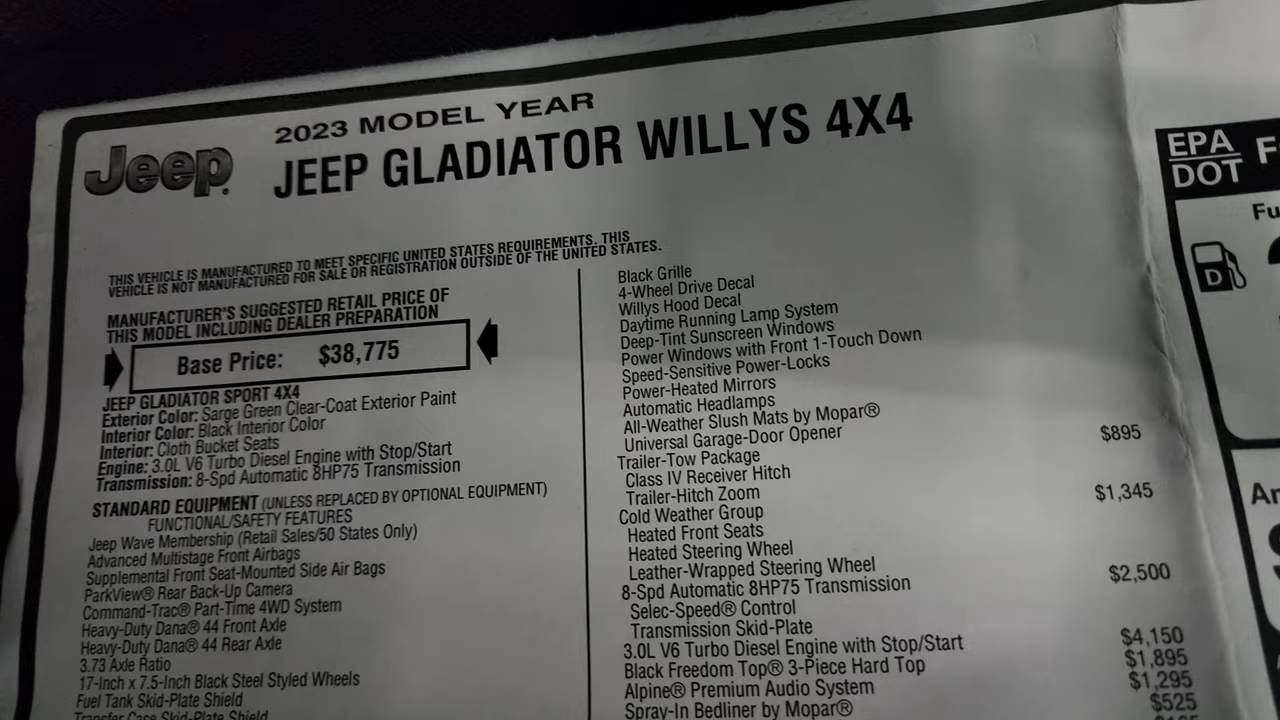 Jeep
2023 MODEL YEAR
JEEP GLADIATOR WILLYS 4X4
THIS VEHICLE IS MANUFACTURED TO MEET SPECIFIC UNITED STATES REQUIREMENTS. THIS
VEHICLE IS NOT MANUFACTURED FOR SALE OR REGISTRATION OUTSIDE OF THE UNITED STATES.
MANUFACTURER'S SUGGESTED RETAIL PRICE OF
THIS MODEL INCLUDING DEALER PREPARATION
Base Price: $38,775
JEEP GLADIATOR SPORT 4X4
Exterior Color: Sarge Green Clear-Coat Exterior Paint
Interior Color: Black Interior Color
Interior: Cloth Bucket Seats
Engine: 3.0L V6 Turbo Diesel Engine with Stop/Start
Transmission: 8-Spd Automatic 8HP75 Transmission
STANDARD EQUIPMENT (UNLESS REPLACED BY OPTIONAL EQUIPMENT)
FUNCTIONAL/SAFETY FEATURES
Jeep Wave Membership (Retail Sales/50 States Only)
Advanced Multistage Front Airbags
Supplemental Front Seat-Mounted Side Air Bags
ParkView® Rear Back-Up Camera
Command-Trac® Part-Time 4WD System
Heavy-Duty Dana® 44 Front Axle
Heavy-Duty Dana® 44 Rear Axle
3.73 Axle Ratio
17-Inch x 7.5-Inch Black Steel Styled Wheels
Fuel Tank Skid-Plate Shield
Transfer Case Skid-Plate Shield
Black Grille
4-Wheel Drive Decal
Willys Hood Decal
Daytime Running Lamp System
Deep-Tint Sunscreen Windows
Power Windows with Front 1-Touch Down
Speed-Sensitive Power-Locks
Power-Heated Mirrors
Automatic Headlamps
All-Weather Slush Mats by Mopar®
Universal Garage-Door Opener
Trailer-Tow Package $895
Class IV Receiver Hitch
Trailer-Hitch Zoom
Cold Weather Group $1,345
Heated Front Seats
Heated Steering Wheel
Leather-Wrapped Steering Wheel
8-Spd Automatic 8HP75 Transmission $2,500
Selec-Speed® Control
Transmission Skid-Plate
3.0L V6 Turbo Diesel Engine with Stop/Start $4,150
Black Freedom Top® 3-Piece Hard Top $1,895
Alpine® Premium Audio System $1,295
Spray-In Bedliner by Mopar® $525
EPA
DOT
D